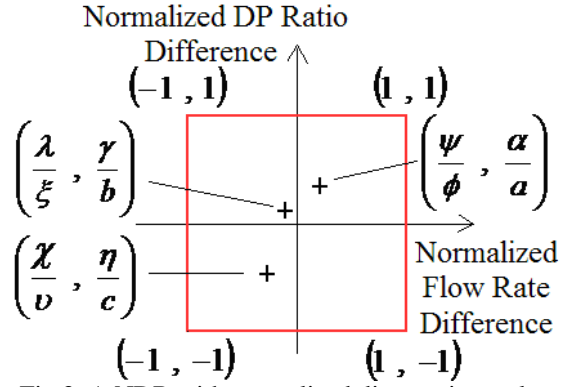 Normalized DP Ratio
Difference
(−1 , 1) (1 , 1)
(λ/ξ , γ/b) (ψ/ϕ , α/a)
(χ/υ , η/c)
Normalized
Flow Rate
Difference
(−1 , −1) (1 , −1)